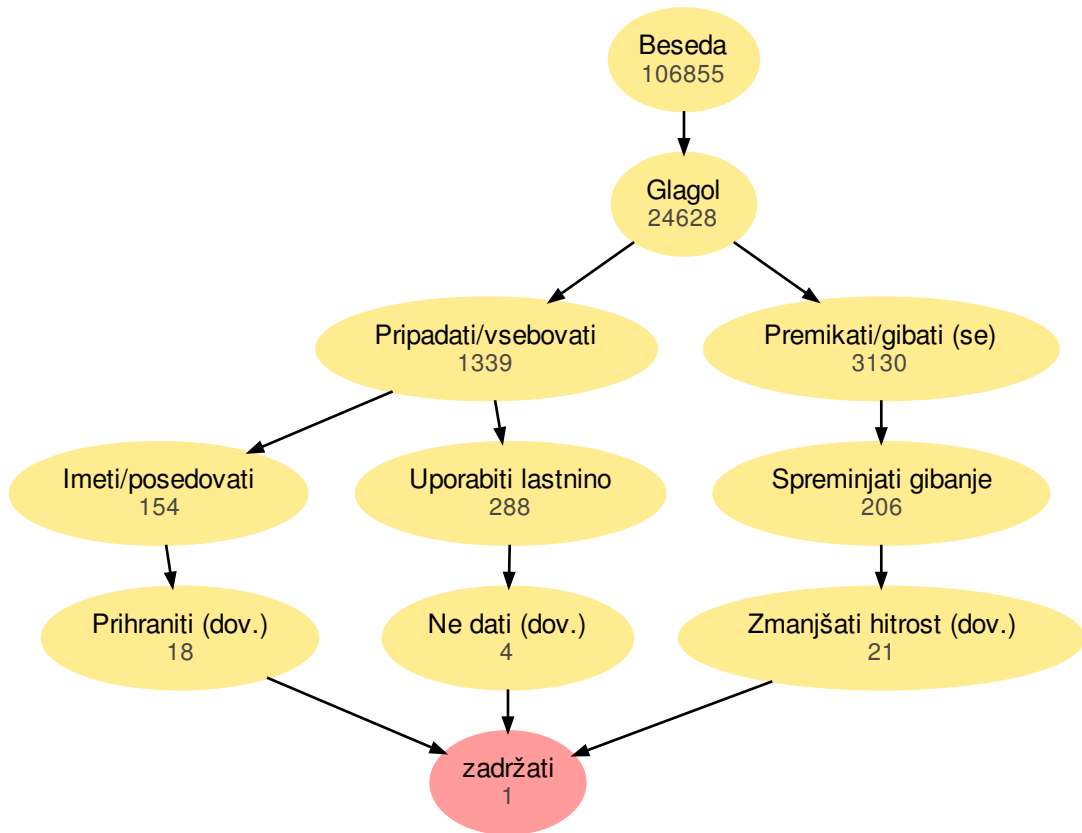 Beseda
106855
Glagol
24628
Pripadati/vsebovati
1339
Premikati/gibati (se)
3130
Imeti/posedovati
154
Uporabiti lastnino
288
Spreminjati gibanje
206
Prihraniti (dov.)
18
Ne dati (dov.)
4
Zmanjšati hitrost (dov.)
21
zadržati
1